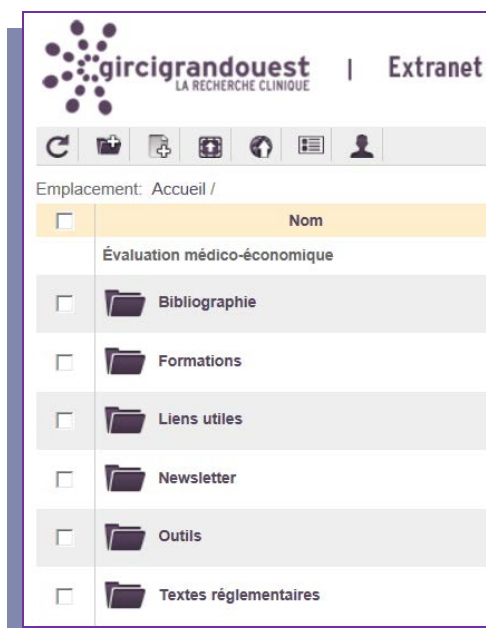 gircigrandouest | Extranet
LA RECHERCHE CLINIQUE
Emplacement: Accueil /
Nom
Évaluation médico-économique
Bibliographie
Formations
Liens utiles
Newsletter
Outils
Textes réglementaires